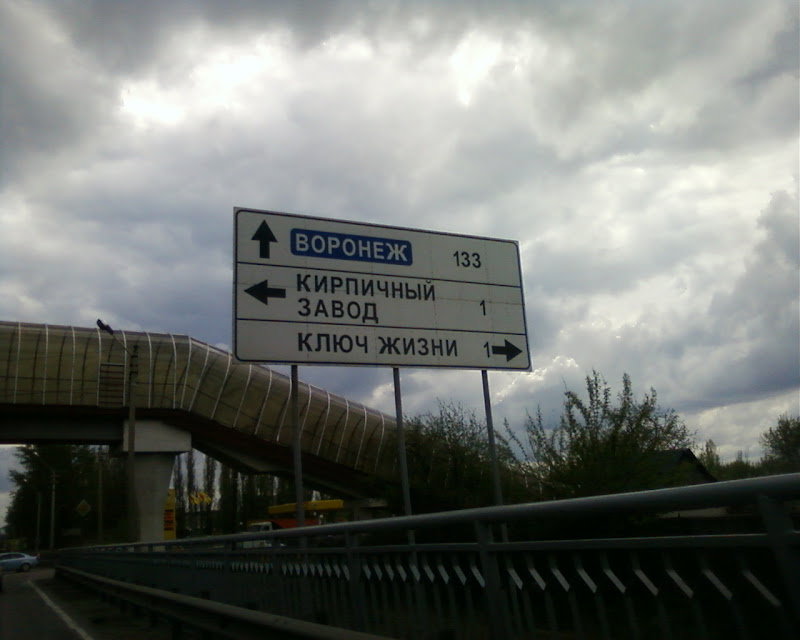 ВОРОНЕЖ 133
КИРПИЧНЫЙ
ЗАВОД 1
КЛЮЧ ЖИЗНИ 1